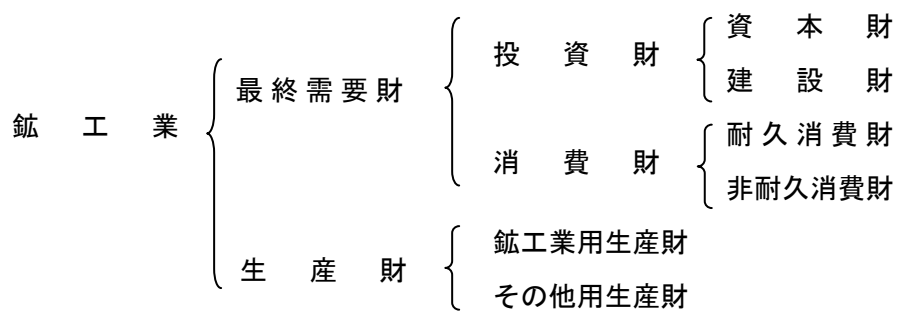 鉱工業
最終需要財
投資財
資本財
建設財
消費財
耐久消費財
非耐久消費財
生産財
鉱工業用生産財
その他用生産財